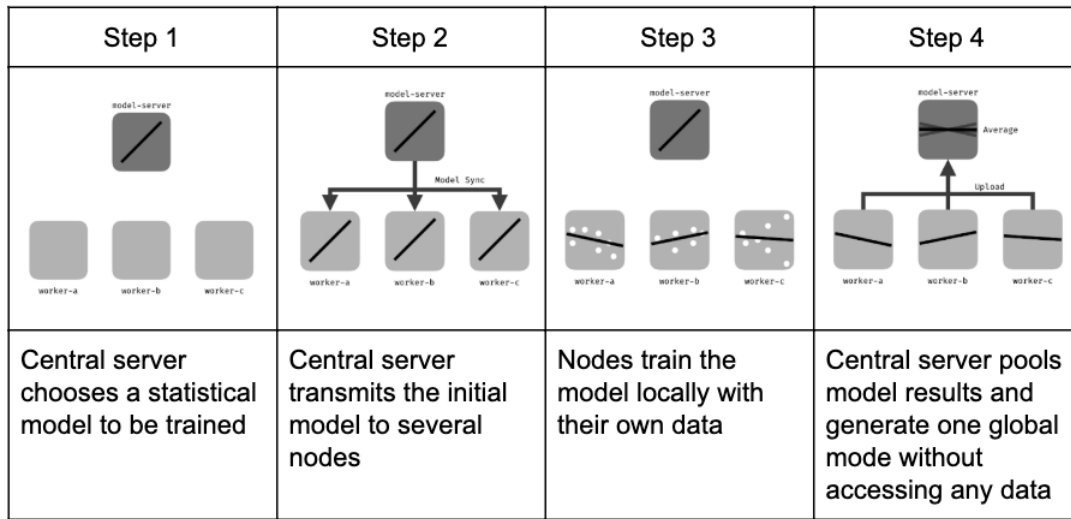 Step 1
Step 2
Step 3
Step 4
model-server
worker-a
worker-b
worker-c
model-server
Model Sync
worker-a
worker-b
worker-c
model-server
worker-a
worker-b
worker-c
model-server
Average
Upload
worker-a
worker-b
worker-c
Central server
chooses a statistical
model to be trained
Central server
transmits the initial
model to several
nodes
Nodes train the
model locally with
their own data
Central server pools
model results and
generate one global
mode without
accessing any data